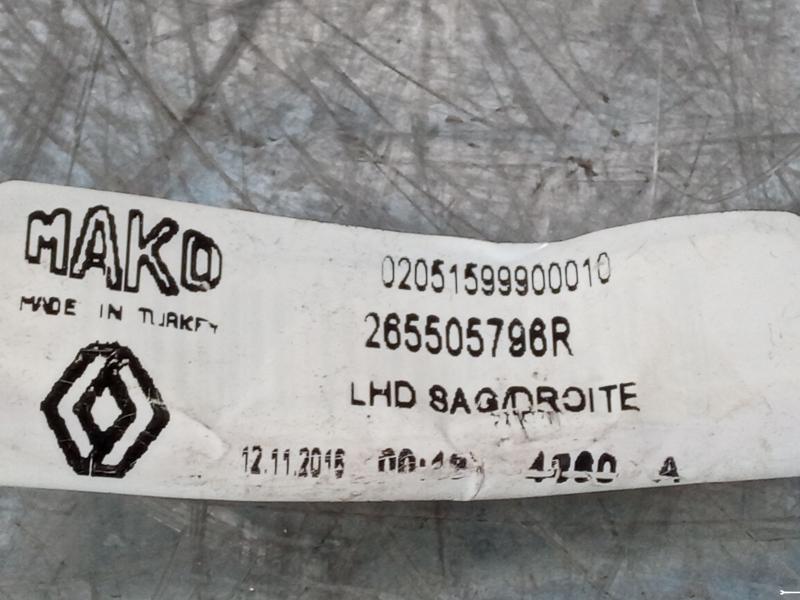 MAKO
MADE IN TURKEY
02051599900010
265505796R
LHD SAG/DROITE
12.11.2016
A